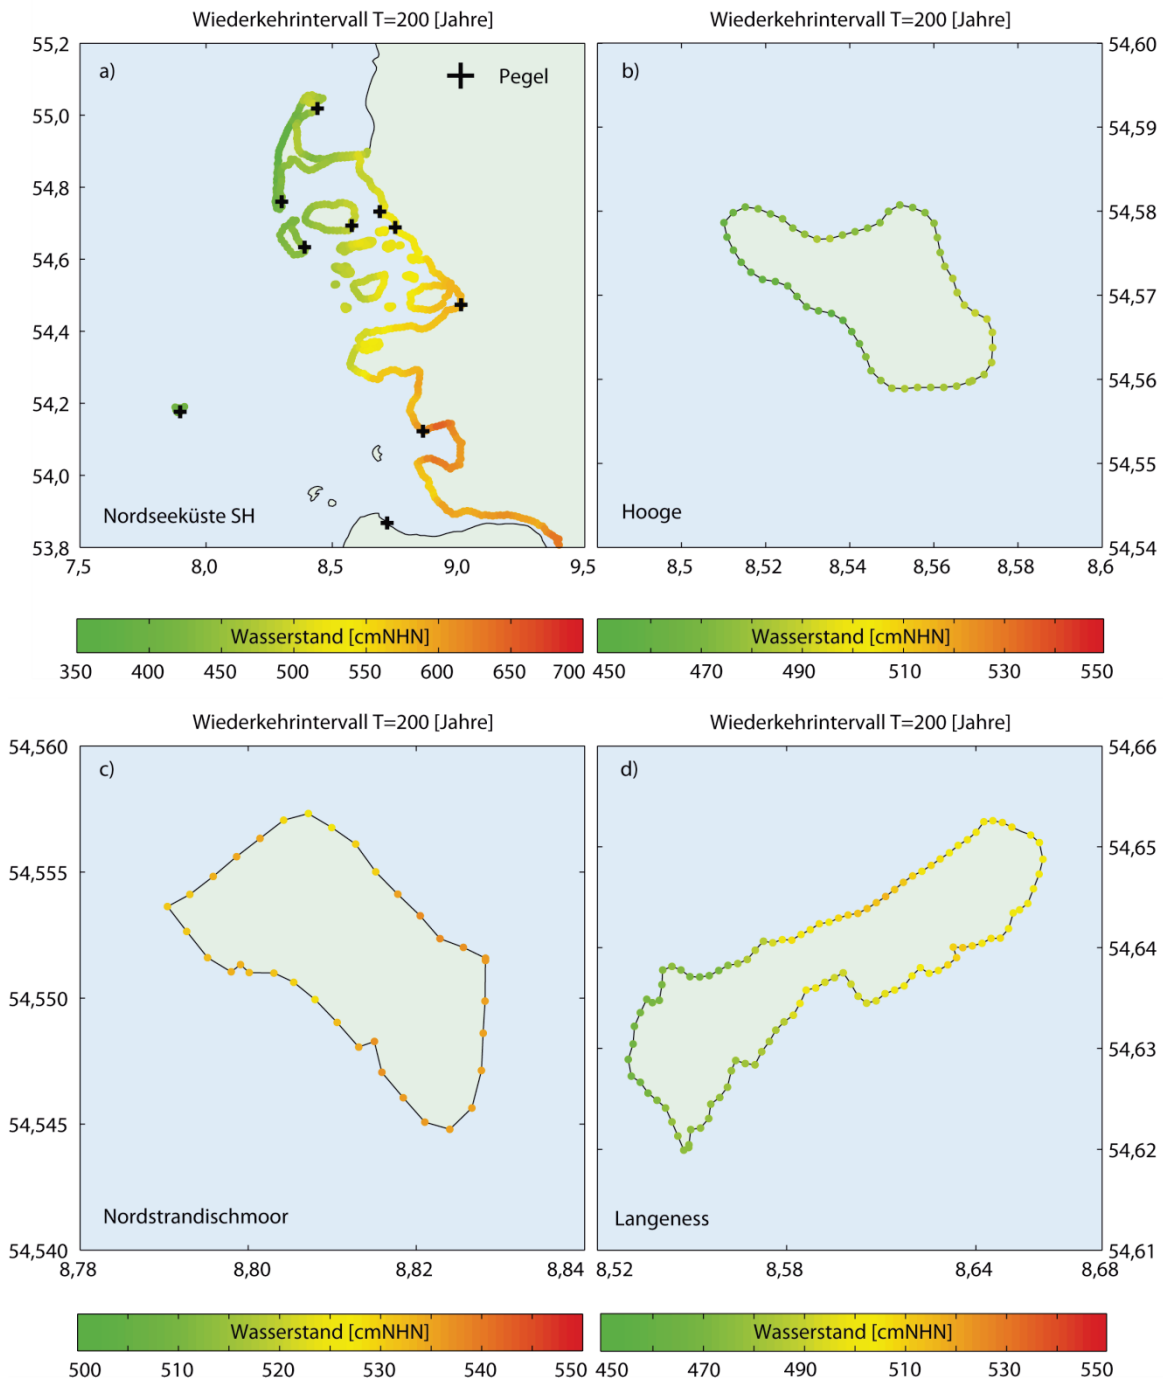 Wiederkehrintervall T=200 [Jahre]
Wiederkehrintervall T=200 [Jahre]
55,2
55,0
54,8
54,6
54,4
54,2
54,0
53,8
a)
Pegel
Nordseeküste SH
7,5 8,0 8,5 9,0 9,5
b)
Hooge
54,60
54,59
54,58
54,57
54,56
54,55
54,54
8,5 8,52 8,54 8,56 8,58 8,6
Wasserstand [cmNHN]
350 400 450 500 550 600 650 700
Wasserstand [cmNHN]
450 470 490 510 530 550
Wiederkehrintervall T=200 [Jahre]
Wiederkehrintervall T=200 [Jahre]
54,560
54,555
54,550
54,545
54,540
c)
Nordstrandischmoor
8,78 8,80 8,82 8,84
d)
Langeness
54,66
54,65
54,64
54,63
54,62
54,61
8,52 8,58 8,64 8,68
Wasserstand [cmNHN]
500 510 520 530 540 550
Wasserstand [cmNHN]
450 470 490 510 530 550